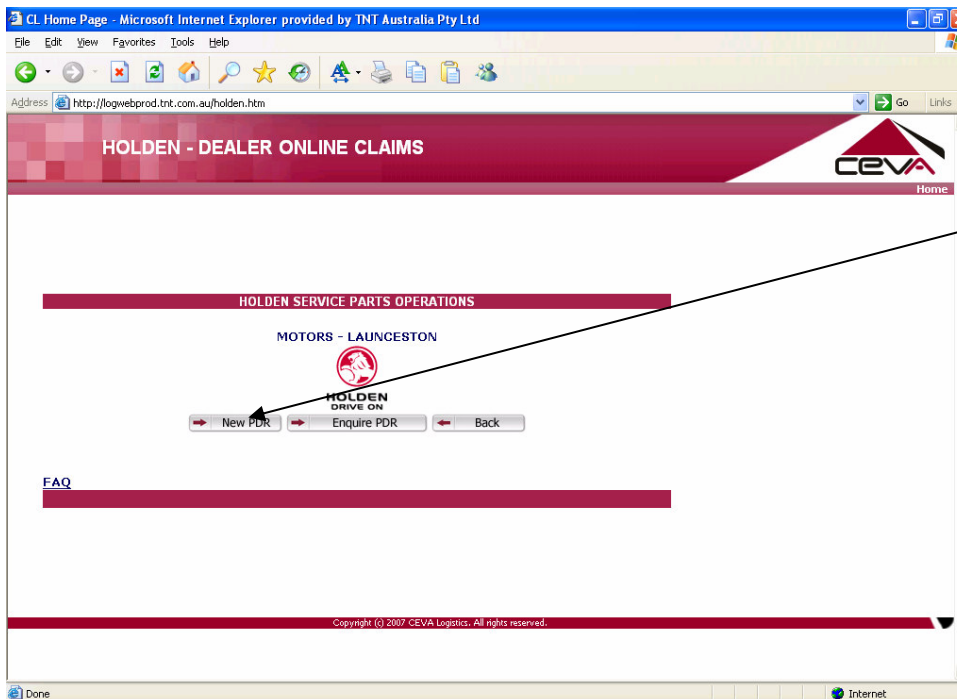 CL Home Page - Microsoft Internet Explorer provided by TNT Australia Pty Ltd
File Edit View Favorites Tools Help
Address http://logwebprod.tnt.com.au/holden.htm Go Links
HOLDEN - DEALER ONLINE CLAIMS
CEVA
Home
HOLDEN SERVICE PARTS OPERATIONS
MOTORS - LAUNCESTON
HOLDEN
DRIVE ON
New PDR Enquire PDR Back
FAQ
Copyright (c) 2007 CEVA Logistics. All rights reserved.
Done Internet